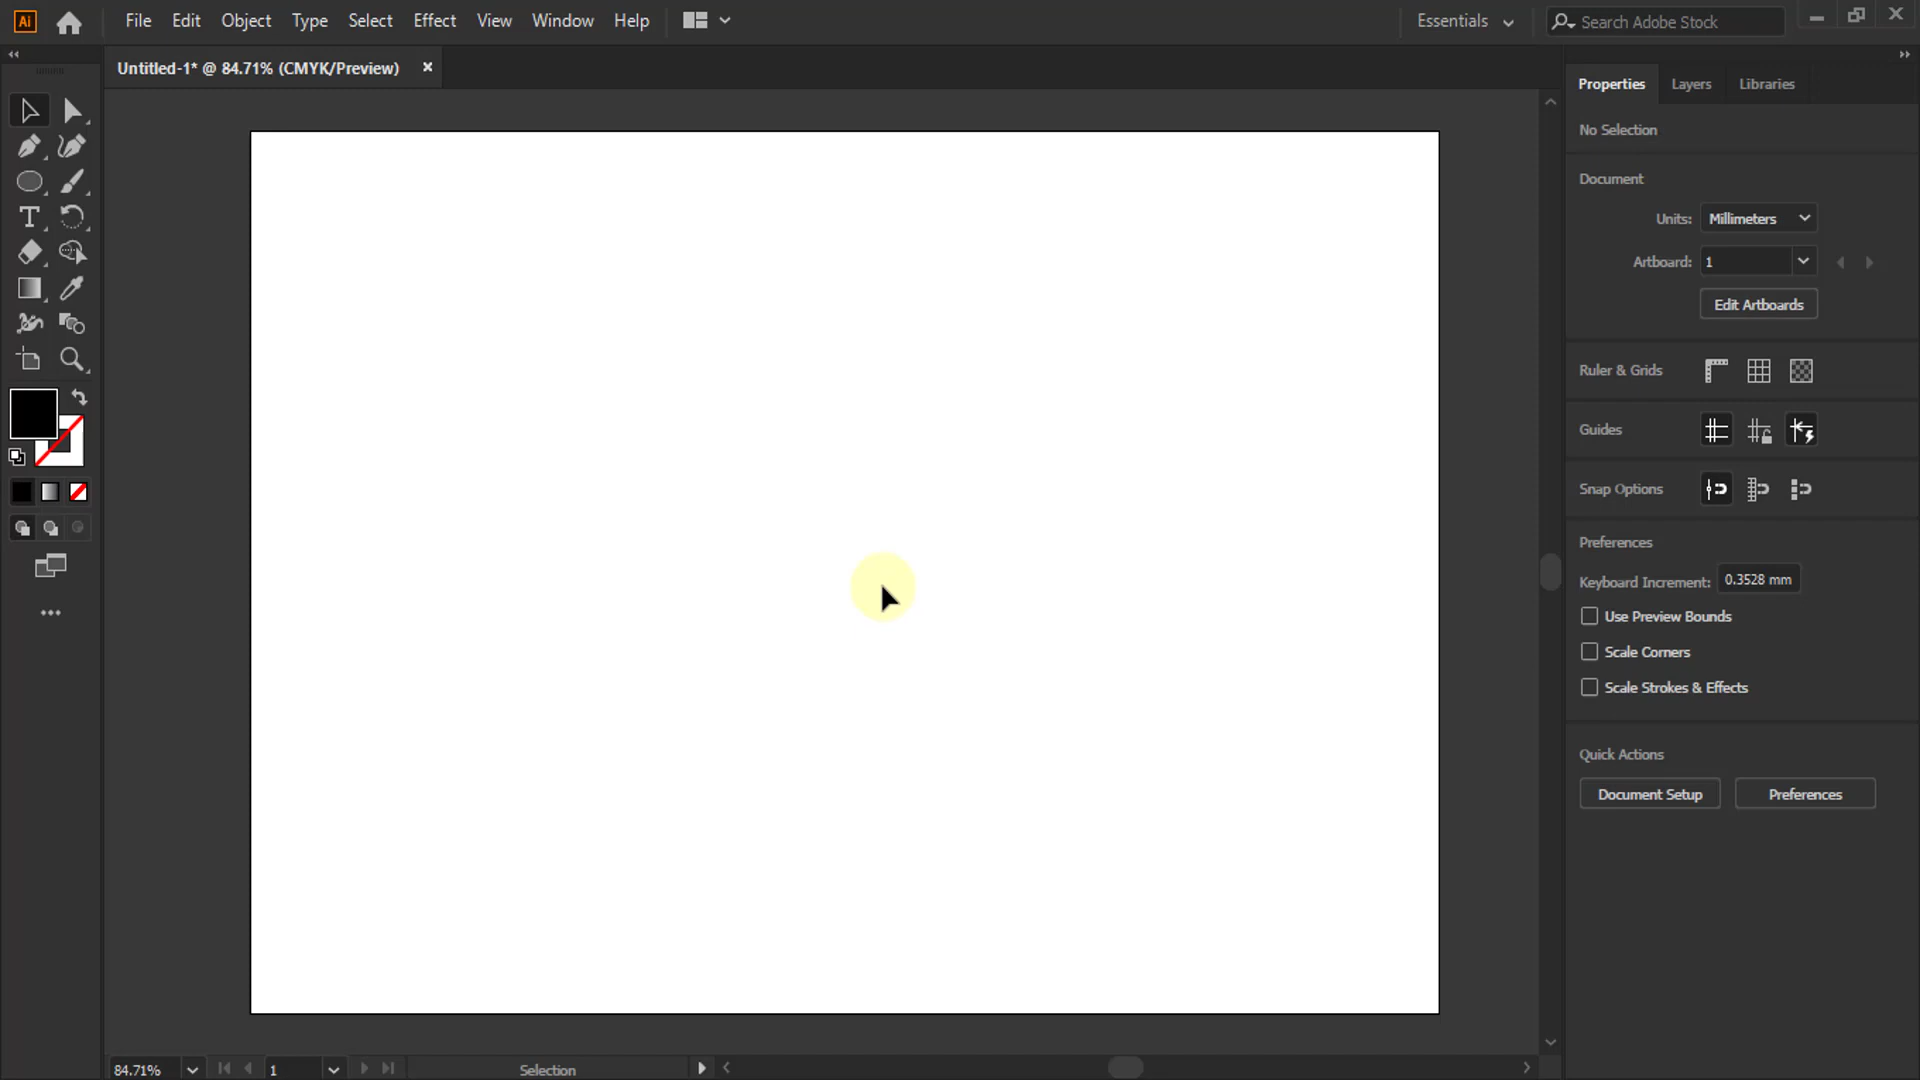 Ai File Edit Object Type Select Effect View Window Help Essentials Search Adobe Stock
Untitled-1* @ 84.71% (CMYK/Preview) ×
Properties Layers Libraries
No Selection
Document
Units: Millimeters
Artboard: 1
Edit Artboards
Ruler & Grids
Guides
Snap Options
Preferences
Keyboard Increment: 0.3528 mm
Use Preview Bounds
Scale Corners
Scale Strokes & Effects
Quick Actions
Document Setup Preferences
84.71% 1 Selection